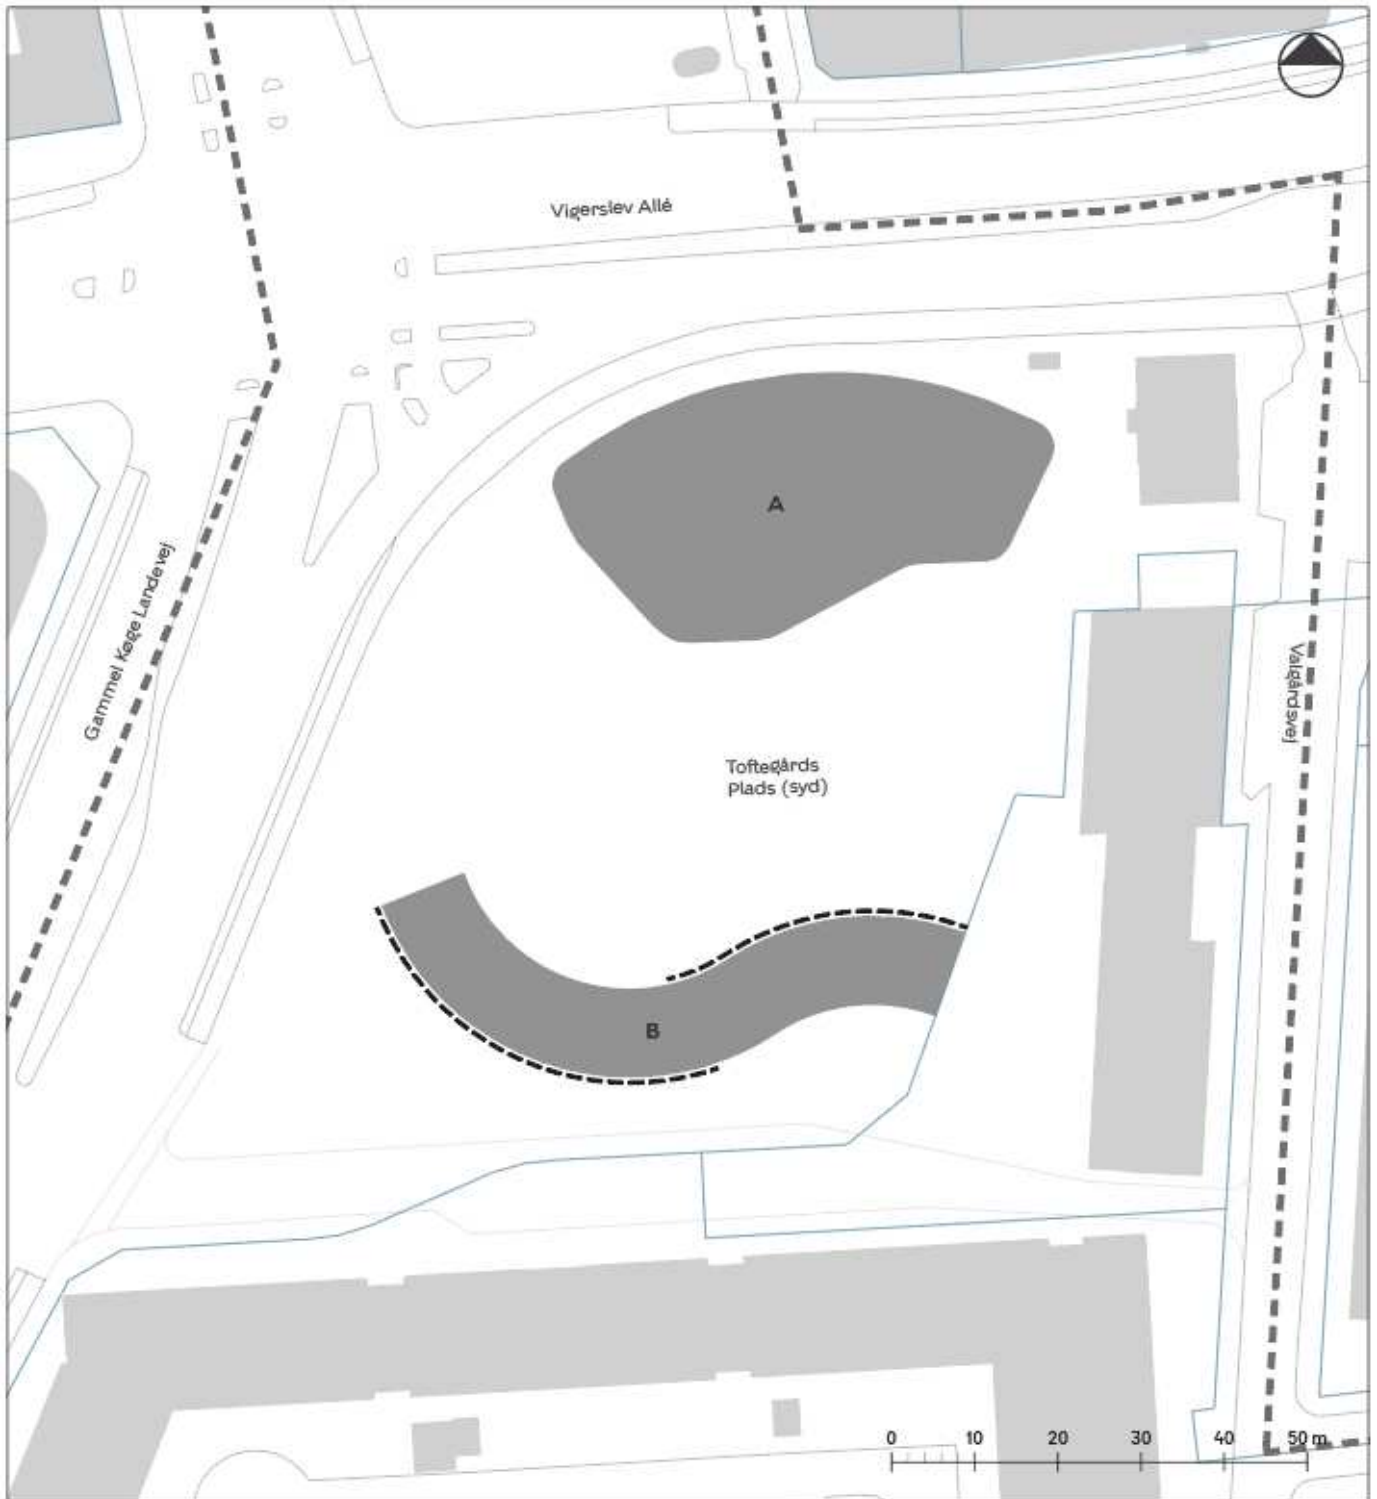 Vigerslev Allé
A
Gammel Køge Landevej
Valgårdsvej
Toftegårds
Plads (syd)
B
0 10 20 30 40 50 m